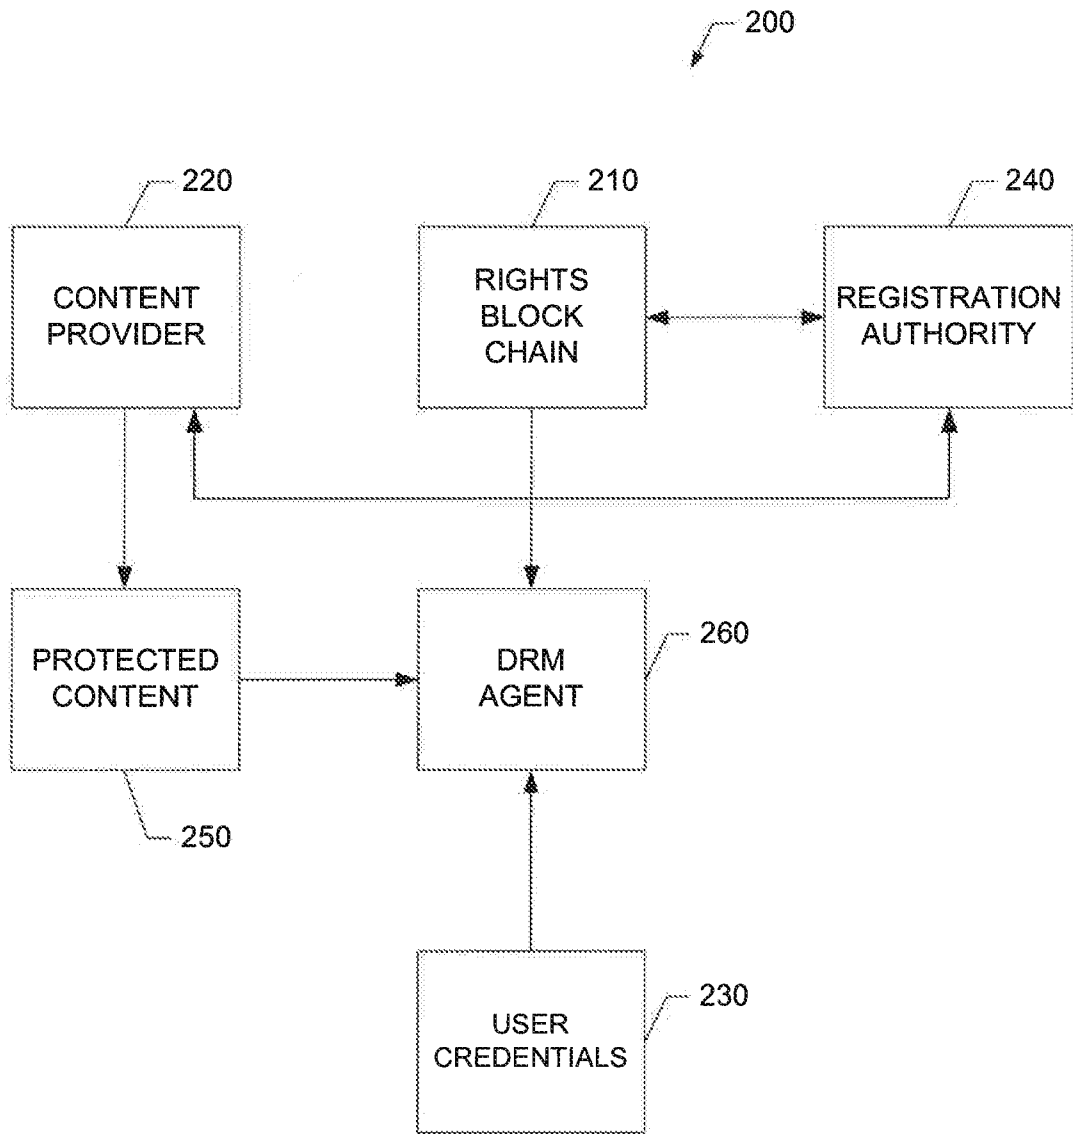 200
220
210
240
CONTENT
PROVIDER
RIGHTS
BLOCK
CHAIN
REGISTRATION
AUTHORITY
PROTECTED
CONTENT
DRM
AGENT
260
250
USER
CREDENTIALS
230